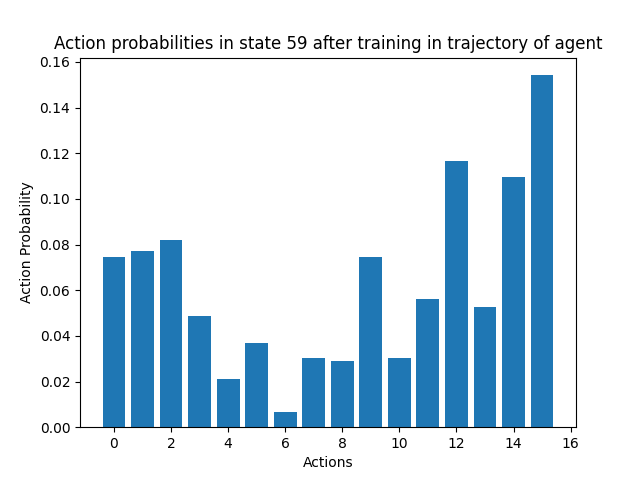 Action probabilities in state 59 after training in trajectory of agent
0.16
0.14
0.12
0.10
0.08
0.06
0.04
0.02
0.00
Action Probability
0 2 4 6 8 10 12 14 16
Actions